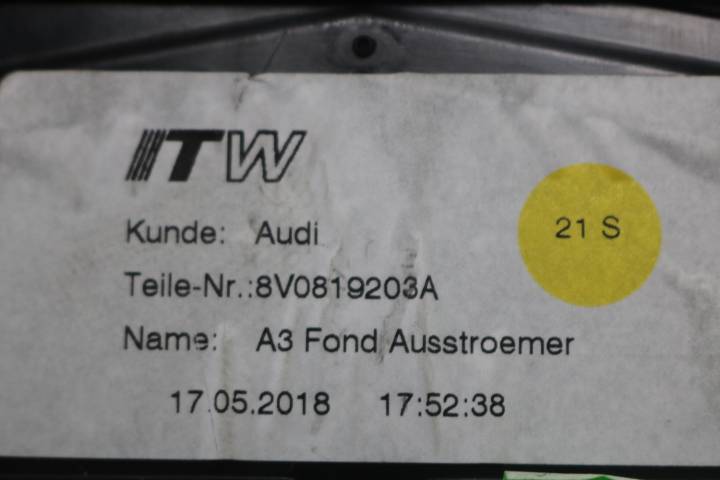 ITW
Kunde: Audi
21 S
Teile-Nr.:8V0819203A
Name: A3 Fond Ausstroemer
17.05.2018 17:52:38